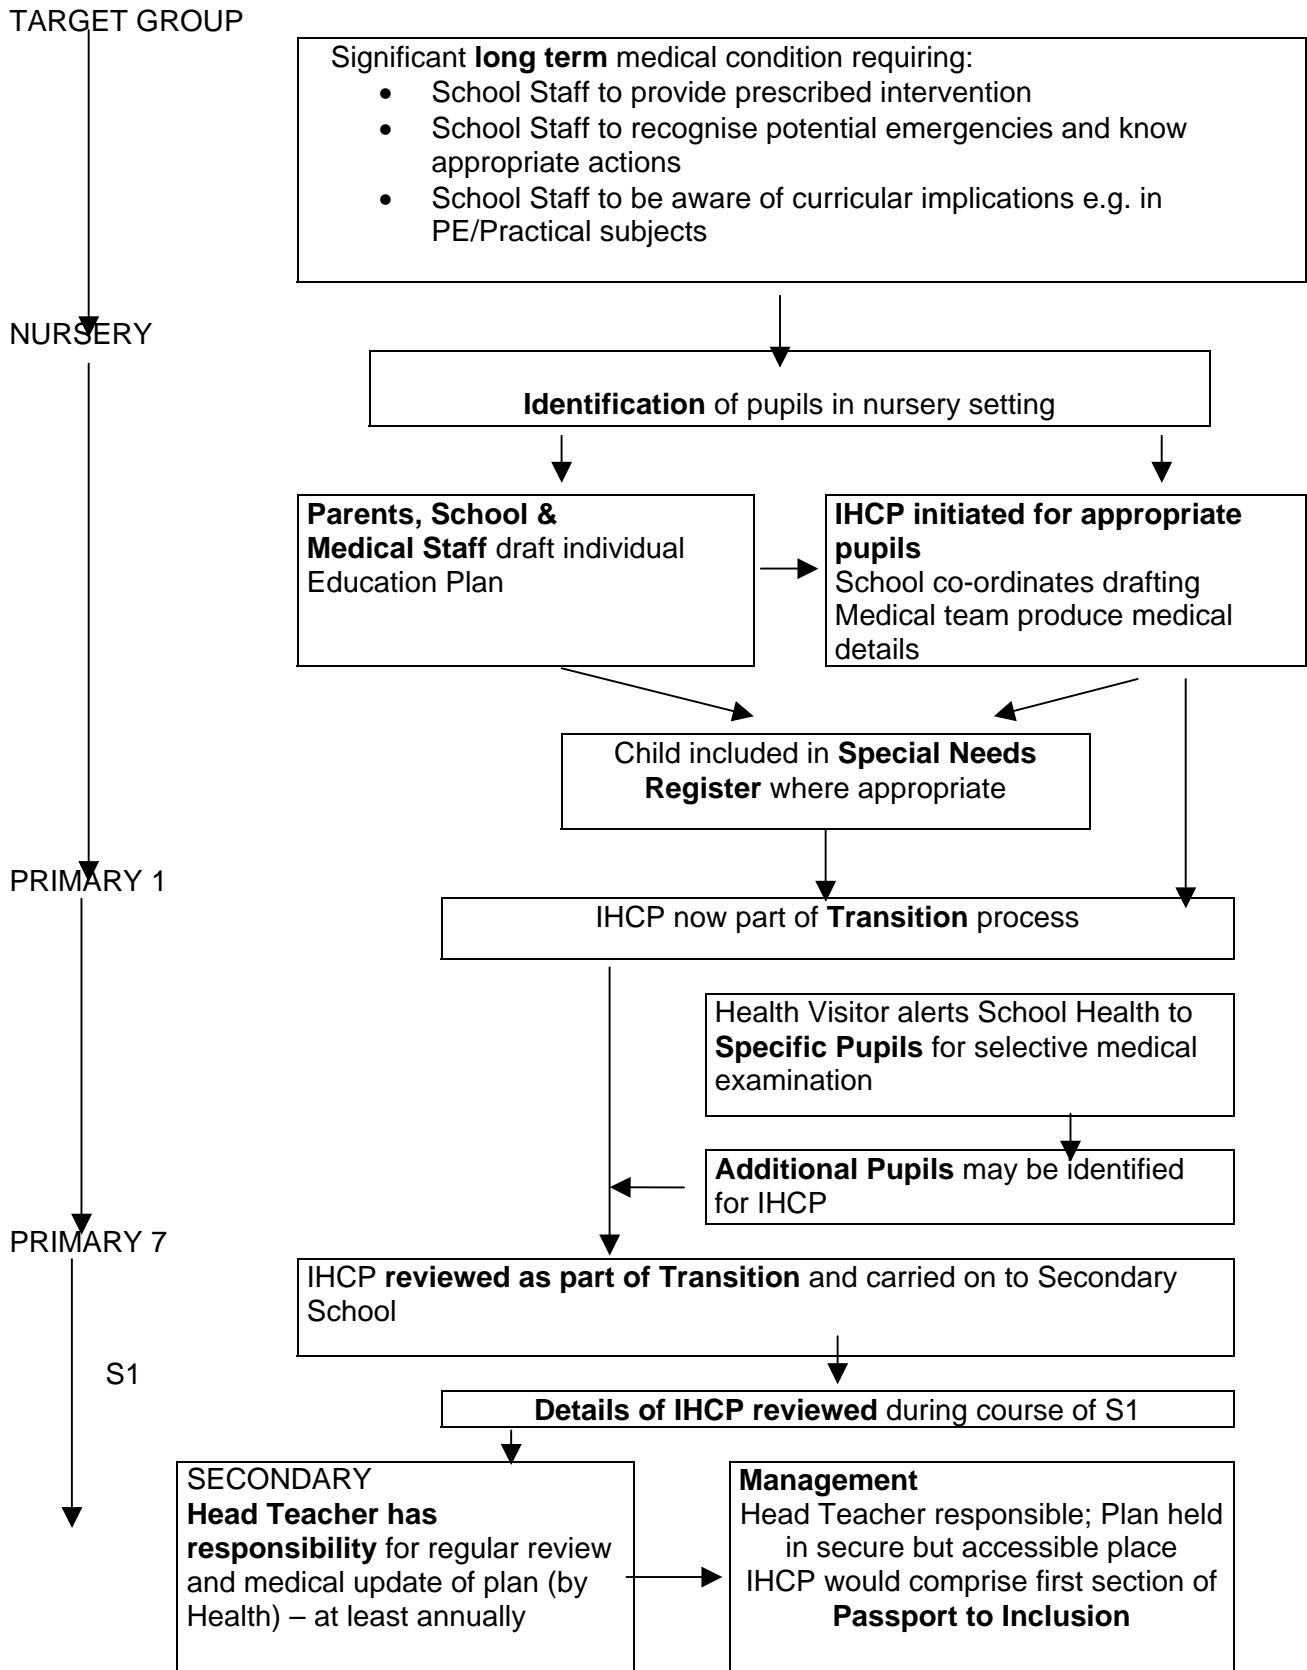 TARGET GROUP
Significant long term medical condition requiring:
• School Staff to provide prescribed intervention
• School Staff to recognise potential emergencies and know
appropriate actions
• School Staff to be aware of curricular implications e.g. in
PE/Practical subjects
NURSERY
Identification of pupils in nursery setting
Parents, School &
Medical Staff draft individual
Education Plan
IHCP initiated for appropriate
pupils
School co-ordinates drafting
Medical team produce medical
details
Child included in Special Needs
Register where appropriate
PRIMARY 1
IHCP now part of Transition process
Health Visitor alerts School Health to
Specific Pupils for selective medical
examination
Additional Pupils may be identified
for IHCP
PRIMARY 7
IHCP reviewed as part of Transition and carried on to Secondary
School
S1
Details of IHCP reviewed during course of S1
SECONDARY
Head Teacher has
responsibility for regular review
and medical update of plan (by
Health) – at least annually
Management
Head Teacher responsible; Plan held
in secure but accessible place
IHCP would comprise first section of
Passport to Inclusion